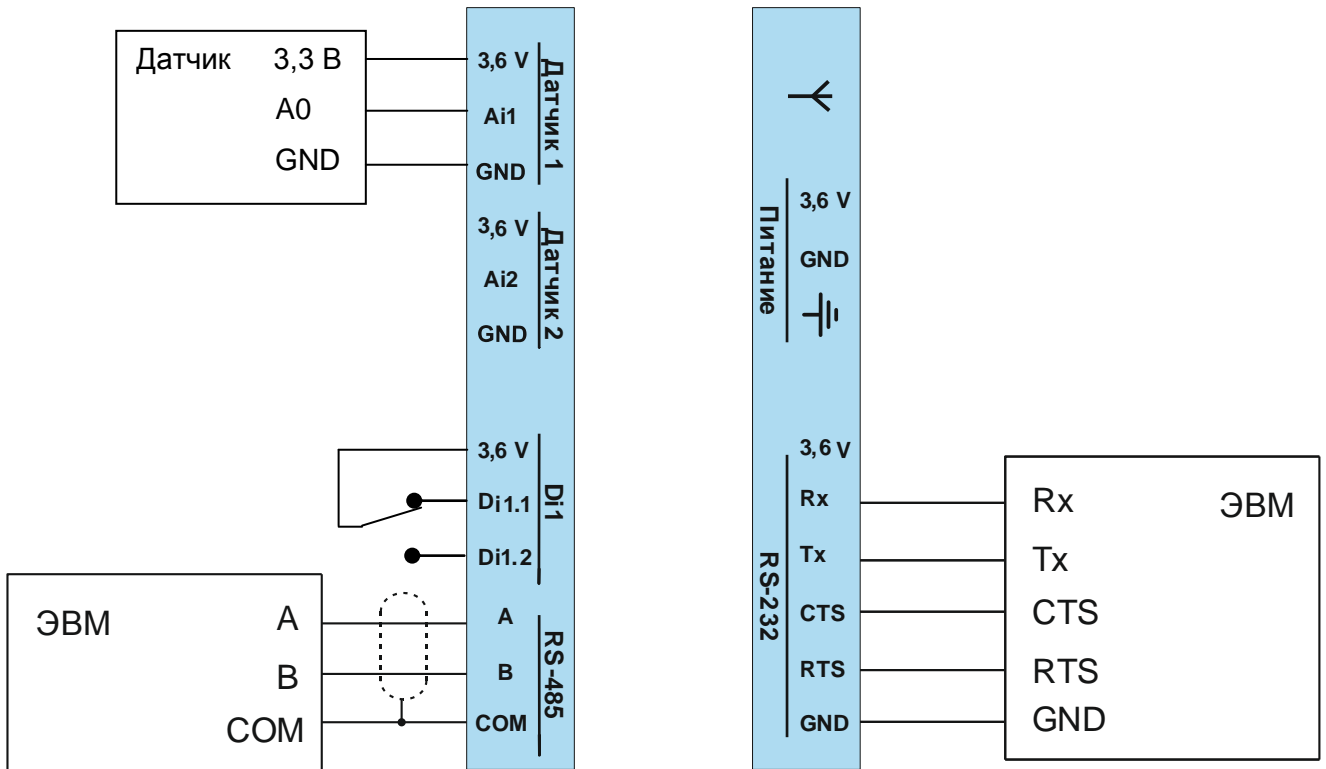 Датчик 3,3 В
A0
GND
3,6 V
Ai1
GND
Датчик 1
3,6 V
Ai2
GND
Датчик 2
3,6 V
Di1.1
Di1.2
Di1
ЭВМ
A
B
COM
A
B
COM
RS-485
3,6 V
GND
Питание
3,6 V
Rx
Tx
CTS
RTS
GND
RS-232
Rx
ЭВМ
Tx
CTS
RTS
GND